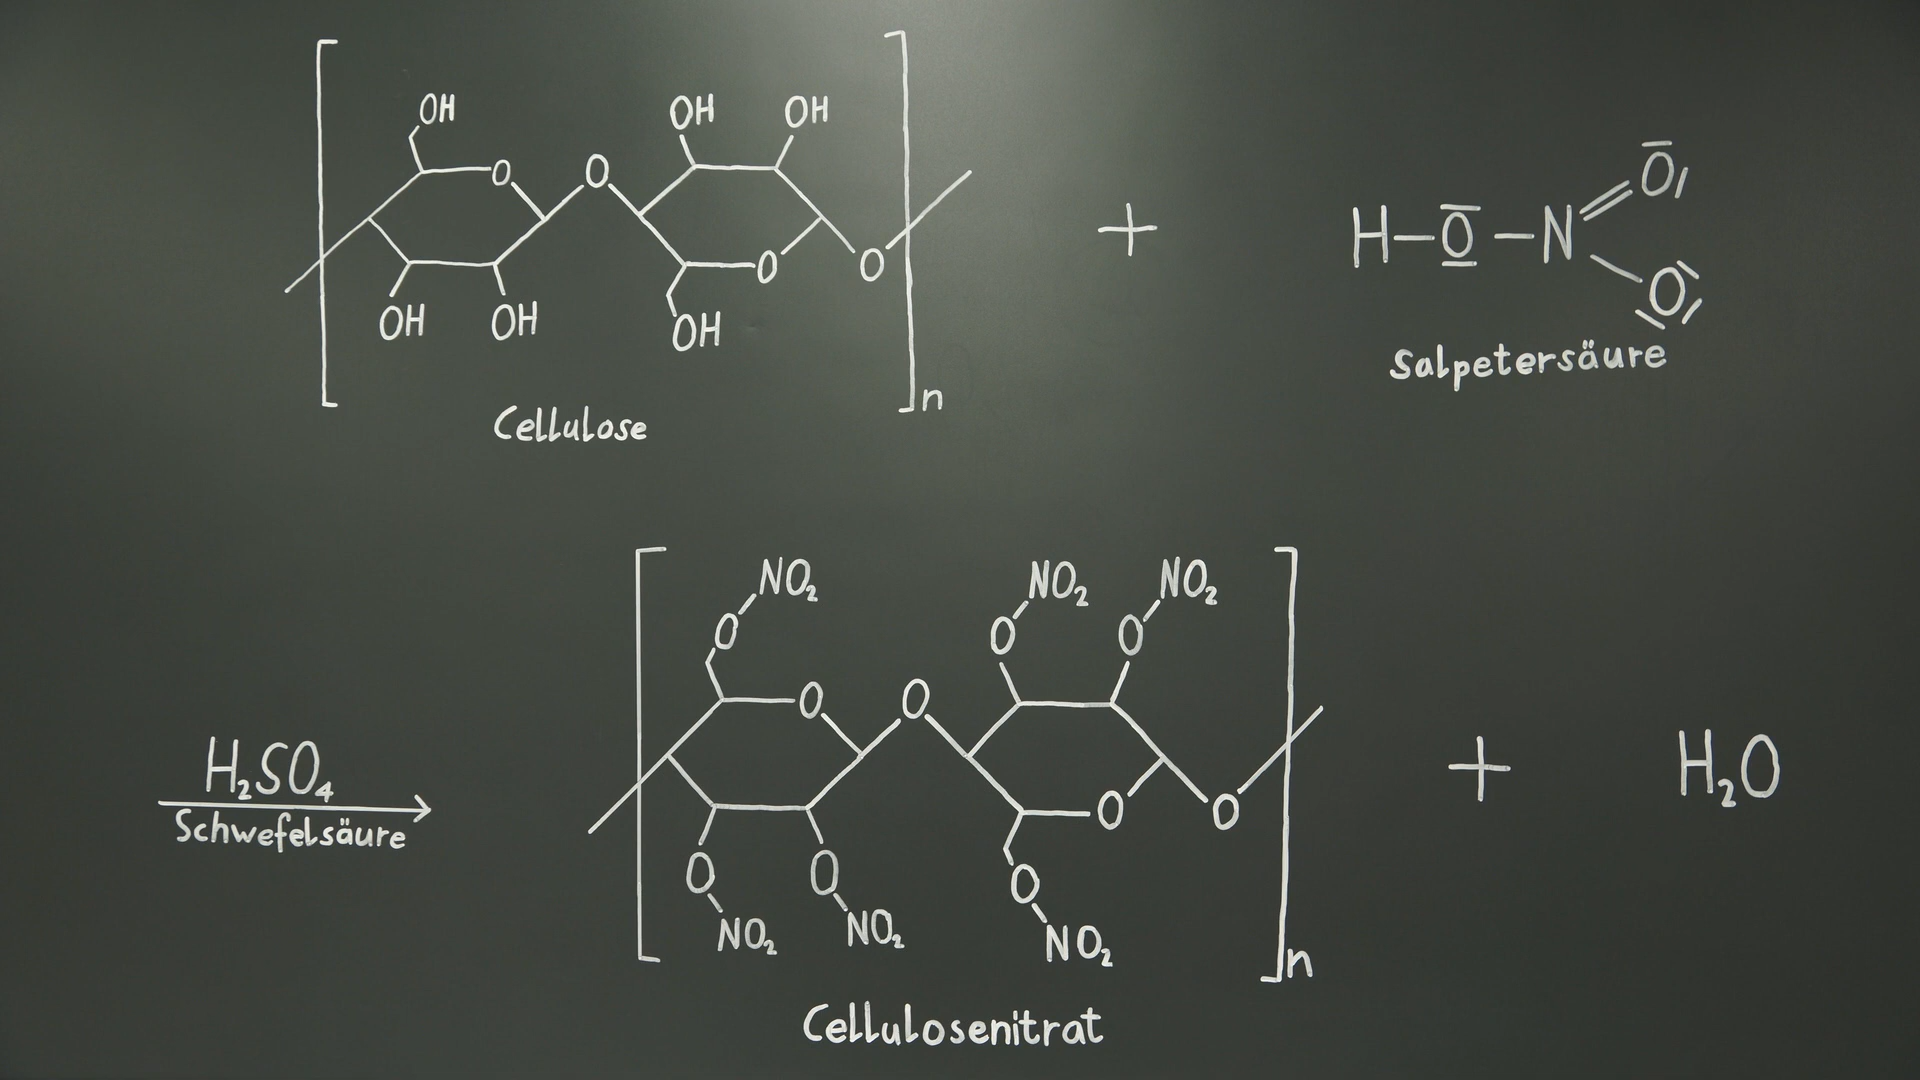 OH OH OH
O O
O O
OH OH OH
n
Cellulose
+
H–O–N=O
O
Salpetersäure
H₂SO₄
Schwefelsäure
NO₂ NO₂ NO₂
O O O
O O
O O
O O O
NO₂ NO₂ NO₂
n
Cellulosenitrat
+
H₂O